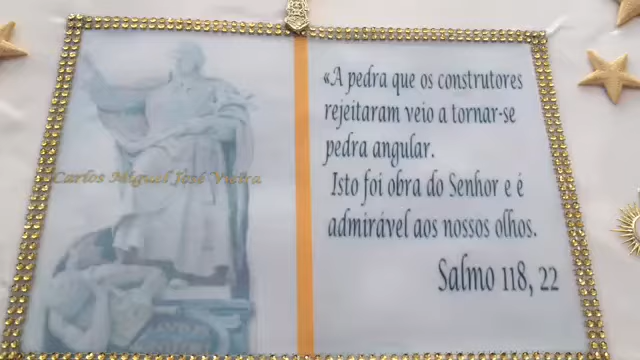 Carlos Miguel José Vieira
«A pedra que os construtores
rejeitaram veio a tornar-se
pedra angular.
Isto foi obra do Senhor e é
admirável aos nossos olhos.
Salmo 118, 22